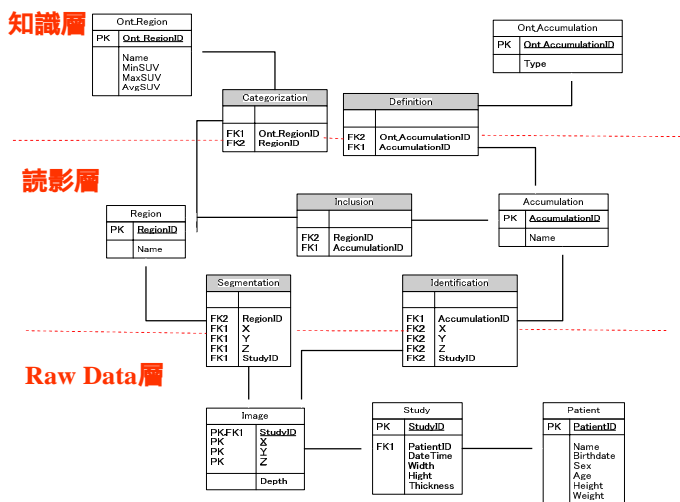 知識層
Ont_Region
PK Ont_RegionID
Name
MinSUV
MaxSUV
AvgSUV
Ont_Accumulation
PK Ont_AccumulationID
Type
Categorization
FK1 Ont_RegionID
FK2 RegionID
Definition
FK2 Ont_AccumulationID
FK1 AccumulationID
読影層
Region
PK RegionID
Name
Inclusion
FK2 RegionID
FK1 AccumulationID
Accumulation
PK AccumulationID
Name
Segmentation
FK2 RegionID
FK1 X
FK1 Y
FK1 Z
FK1 StudyID
Identification
FK1 AccumulationID
FK2 X
FK2 Y
FK2 Z
FK2 StudyID
Raw Data層
Image
PK,FK1 StudyID
PK X
PK Y
PK Z
Depth
Study
PK StudyID
FK1 PatientID
DateTime
Width
Hight
Thickness
Patient
PK PatientID
Name
Birthdate
Sex
Age
Height
Weight